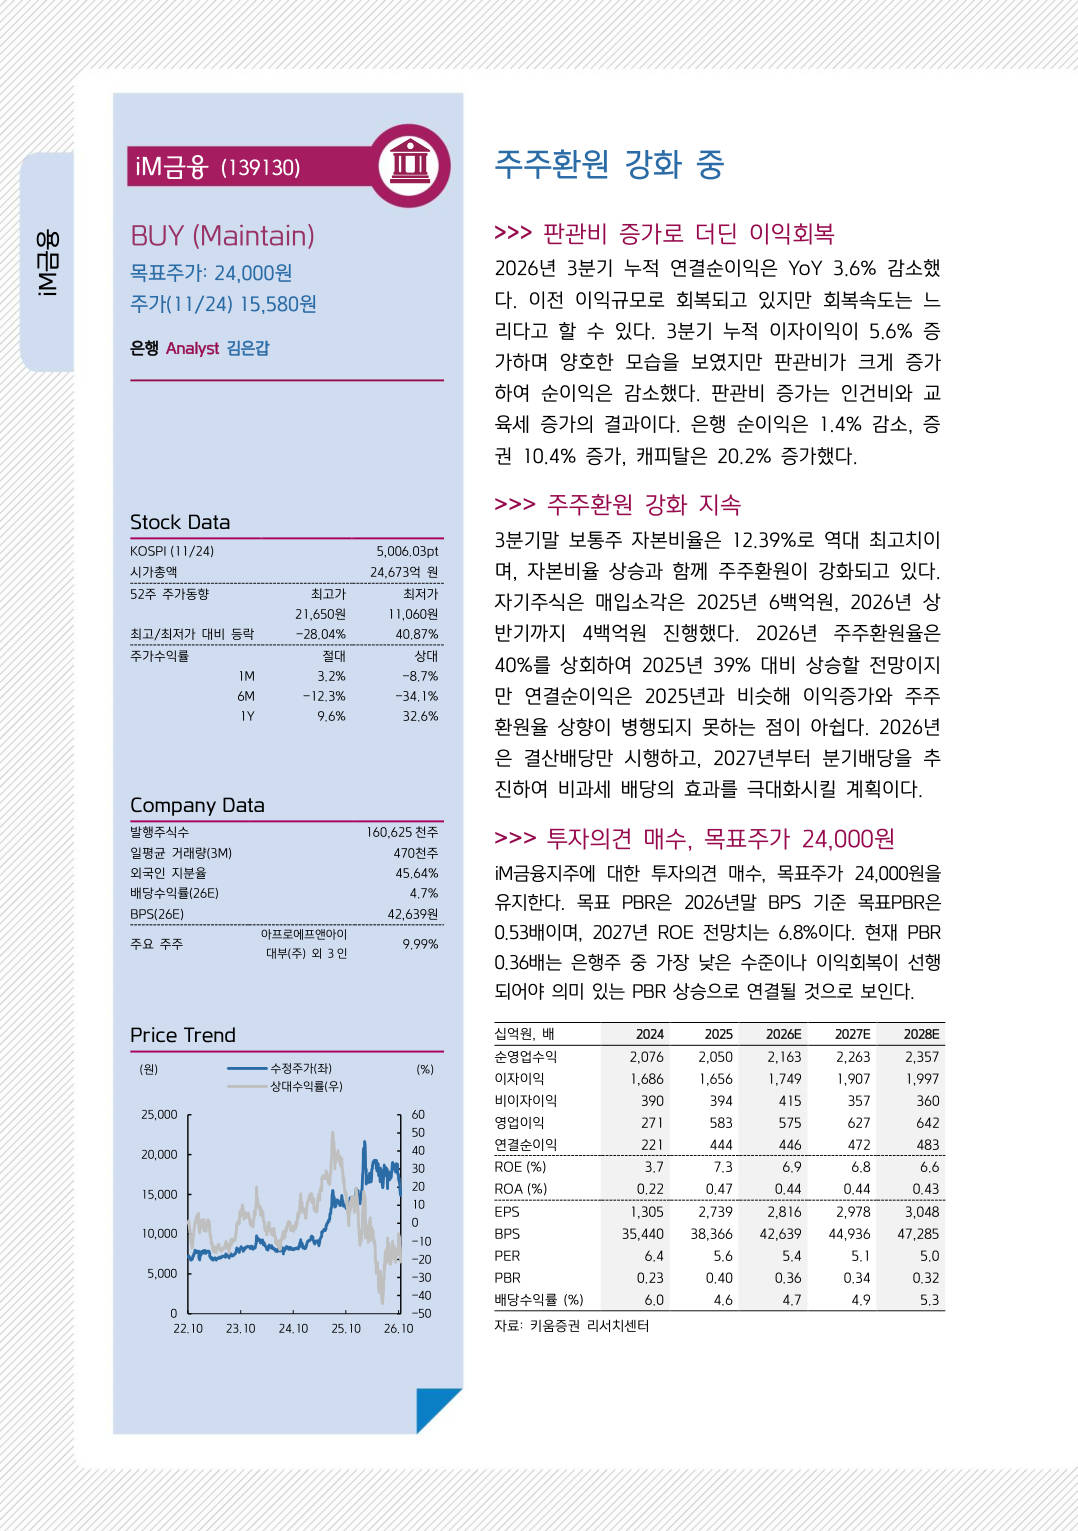 iM금융
iM금융 (139130)
BUY (Maintain)
목표주가: 24,000원
주가(11/24) 15,580원
은행 Analyst 김은갑
Stock Data
KOSPI (11/24) 5,006.03pt
시가총액 24,673억 원
52주 주가동향 최고가 최저가
21,650원 11,060원
최고/최저가 대비 등락 -28.04% 40.87%
주가수익률 절대 상대
1M 3.2% -8.7%
6M -12.3% -34.1%
1Y 9.6% 32.6%
Company Data
발행주식수 160,625 천주
일평균 거래량(3M) 470천주
외국인 지분율 45.64%
배당수익률(26E) 4.7%
BPS(26E) 42,639원
주요 주주 아프로에프앤아이 9.99%
대부(주) 외 3 인
Price Trend
(원) 수정주가(좌) (%)
상대수익률(우)
25,000 60
50
20,000 40
30
20
15,000 10
0
10,000 -10
-20
5,000 -30
-40
0 -50
22.10 23.10 24.10 25.10 26.10
주주환원 강화 중
>>> 판관비 증가로 더딘 이익회복
2026년 3분기 누적 연결순이익은 YoY 3.6% 감소했
다. 이전 이익규모로 회복되고 있지만 회복속도는 느
리다고 할 수 있다. 3분기 누적 이자이익이 5.6% 증
가하며 양호한 모습을 보였지만 판관비가 크게 증가
하여 순이익은 감소했다. 판관비 증가는 인건비와 교
육세 증가의 결과이다. 은행 순이익은 1.4% 감소, 증
권 10.4% 증가, 캐피탈은 20.2% 증가했다.
>>> 주주환원 강화 지속
3분기말 보통주 자본비율은 12.39%로 역대 최고치이
며, 자본비율 상승과 함께 주주환원이 강화되고 있다.
자기주식은 매입소각은 2025년 6백억원, 2026년 상
반기까지 4백억원 진행했다. 2026년 주주환원율은
40%를 상회하여 2025년 39% 대비 상승할 전망이지
만 연결순이익은 2025년과 비슷해 이익증가와 주주
환원율 상향이 병행되지 못하는 점이 아쉽다. 2026년
은 결산배당만 시행하고, 2027년부터 분기배당을 추
진하여 비과세 배당의 효과를 극대화시킬 계획이다.
>>> 투자의견 매수, 목표주가 24,000원
iM금융지주에 대한 투자의견 매수, 목표주가 24,000원을
유지한다. 목표 PBR은 2026년말 BPS 기준 목표PBR은
0.53배이며, 2027년 ROE 전망치는 6.8%이다. 현재 PBR
0.36배는 은행주 중 가장 낮은 수준이나 이익회복이 선행
되어야 의미 있는 PBR 상승으로 연결될 것으로 보인다.
십억원, 배 2024 2025 2026E 2027E 2028E
순영업수익 2,076 2,050 2,163 2,263 2,357
이자이익 1,686 1,656 1,749 1,907 1,997
비이자이익 390 394 415 357 360
영업이익 271 583 575 627 642
연결순이익 221 444 446 472 483
ROE (%) 3.7 7.3 6.9 6.8 6.6
ROA (%) 0.22 0.47 0.44 0.44 0.43
EPS 1,305 2,739 2,816 2,978 3,048
BPS 35,440 38,366 42,639 44,936 47,285
PER 6.4 5.6 5.4 5.1 5.0
PBR 0.23 0.40 0.36 0.34 0.32
배당수익률 (%) 6.0 4.6 4.7 4.9 5.3
자료: 키움증권 리서치센터